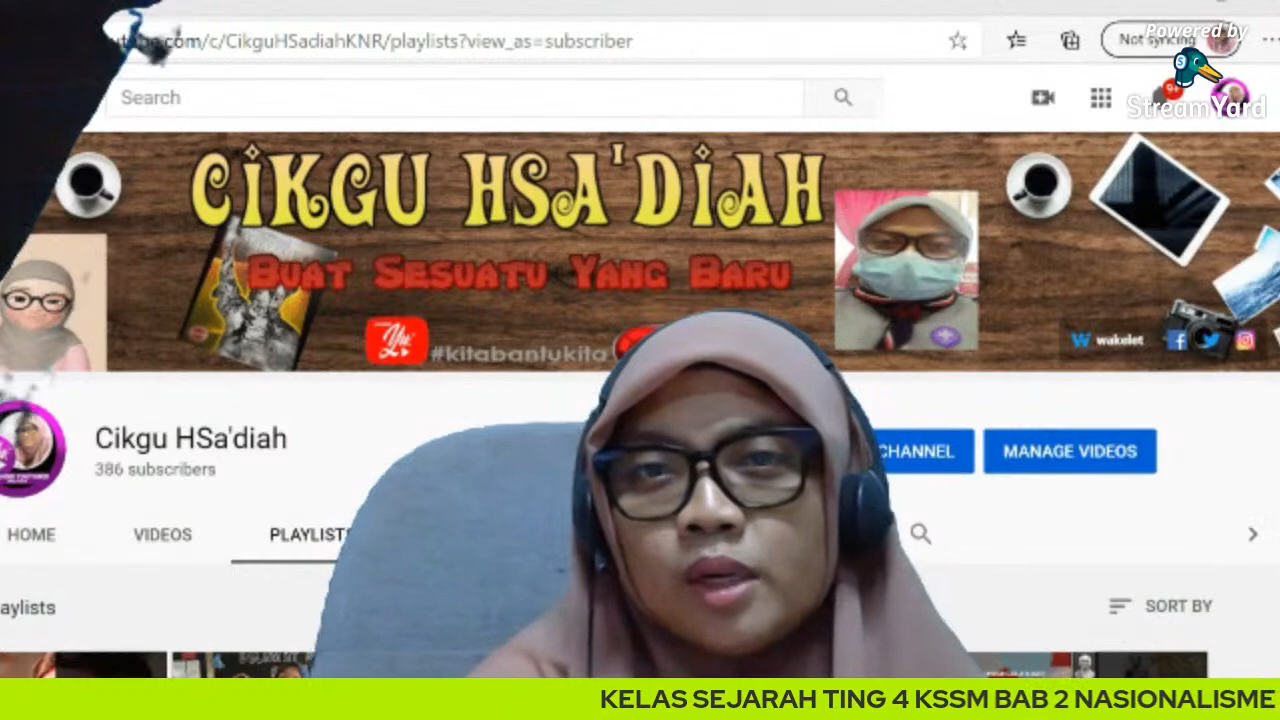 utube.com/c/CikguHSadiahKNR/playlists?view_as=subscriber
Not syncing
Powered by
StreamYard
Search
9+
CIKGU HSA'DIAH
BUAT SESUATU YANG BARU
#kitabantukita
wakelet
Cikgu HSa'diah
386 subscribers
CHANNEL
MANAGE VIDEOS
HOME
VIDEOS
PLAYLISTS
aylists
SORT BY
KELAS SEJARAH TING 4 KSSM BAB 2 NASIONALISME